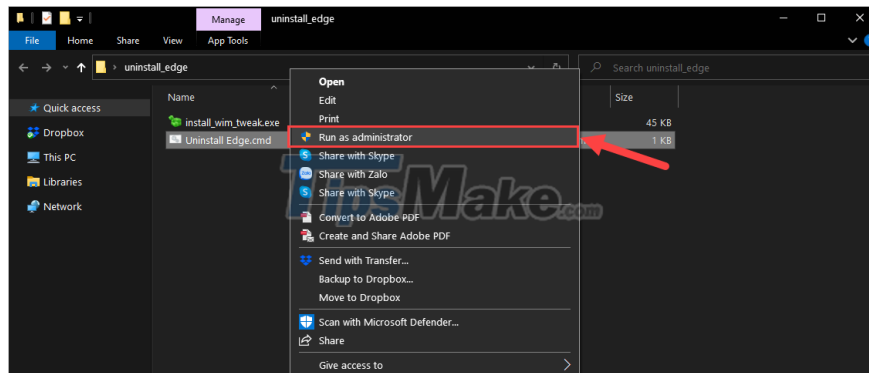 Manage uninstall_edge
File Home Share View App Tools
uninstall_edge
Search uninstall_edge
Quick access
Dropbox
This PC
Libraries
Network
Name
Size
install_wim_tweak.exe
45 KB
Uninstall Edge.cmd
1 KB
Open
Edit
Print
Run as administrator
Share with Skype
Share with Zalo
Share with Skype
Convert to Adobe PDF
Create and Share Adobe PDF
Send with Transfer...
Backup to Dropbox...
Move to Dropbox
Scan with Microsoft Defender...
Share
Give access to
TipsMake.com